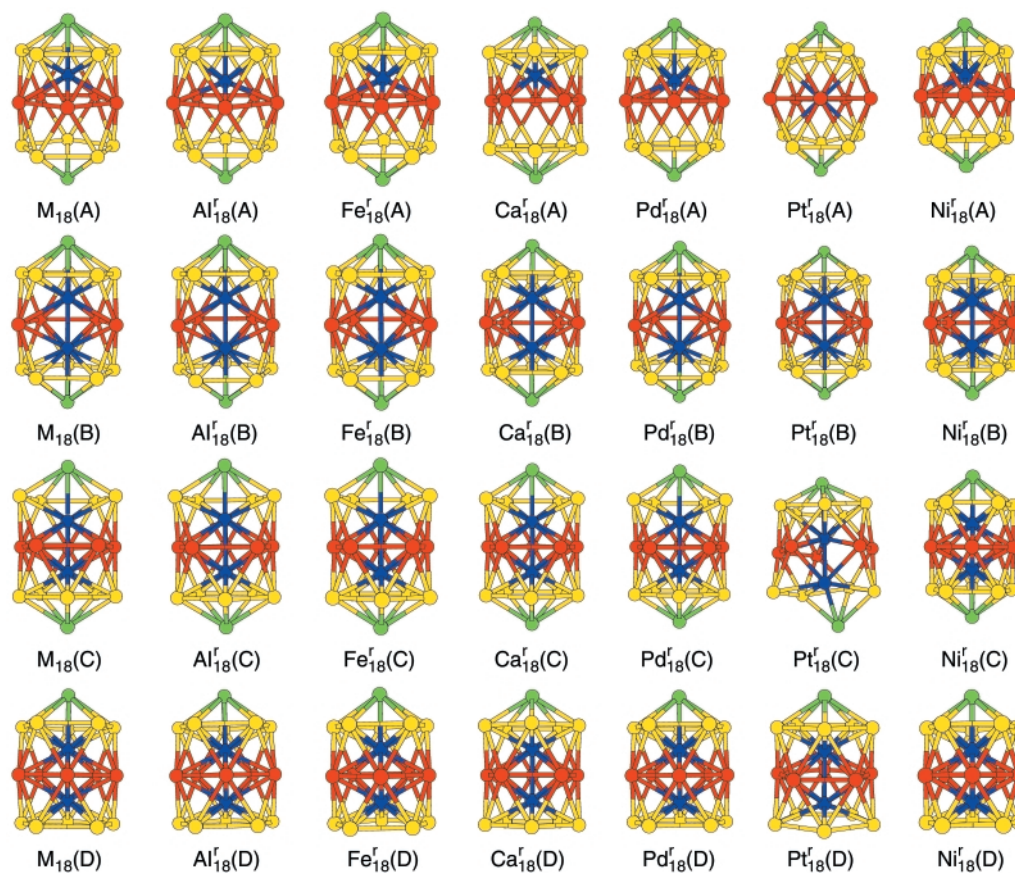 M₁₈(A) Alʳ₁₈(A) Feʳ₁₈(A) Caʳ₁₈(A) Pdʳ₁₈(A) Ptʳ₁₈(A) Niʳ₁₈(A)
M₁₈(B) Alʳ₁₈(B) Feʳ₁₈(B) Caʳ₁₈(B) Pdʳ₁₈(B) Ptʳ₁₈(B) Niʳ₁₈(B)
M₁₈(C) Alʳ₁₈(C) Feʳ₁₈(C) Caʳ₁₈(C) Pdʳ₁₈(C) Ptʳ₁₈(C) Niʳ₁₈(C)
M₁₈(D) Alʳ₁₈(D) Feʳ₁₈(D) Caʳ₁₈(D) Pdʳ₁₈(D) Ptʳ₁₈(D) Niʳ₁₈(D)